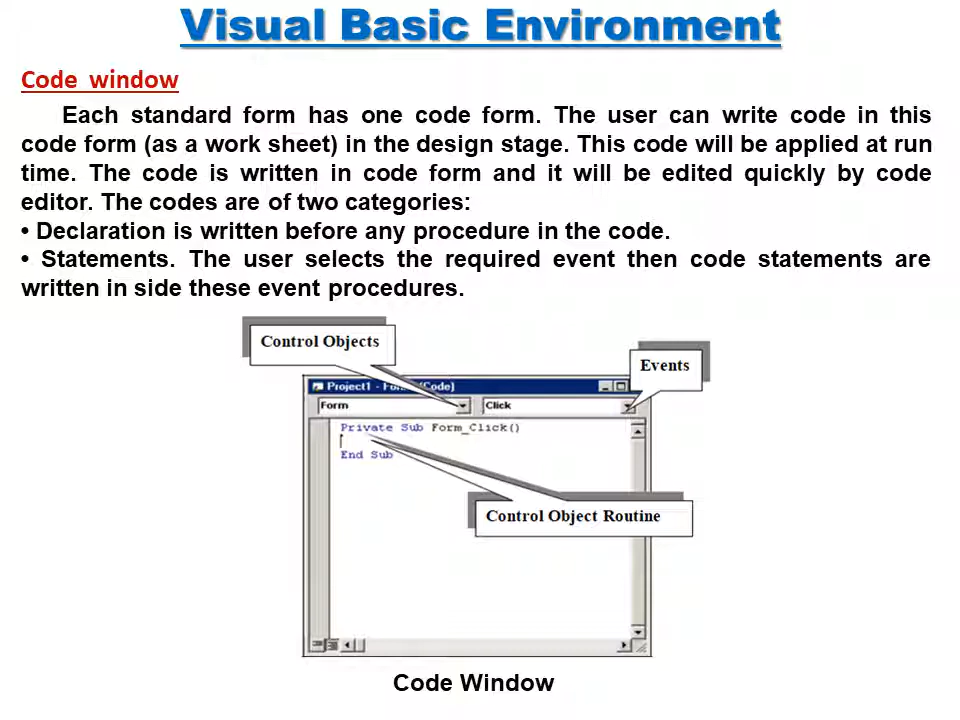 Visual Basic Environment
Code window
Each standard form has one code form. The user can write code in this
code form (as a work sheet) in the design stage. This code will be applied at run
time. The code is written in code form and it will be edited quickly by code
editor. The codes are of two categories:
• Declaration is written before any procedure in the code.
• Statements. The user selects the required event then code statements are
written in side these event procedures.
Control Objects
Events
Project1 - (Code)
Form
Click
Private Sub Form_Click()
End Sub
Control Object Routine
Code Window